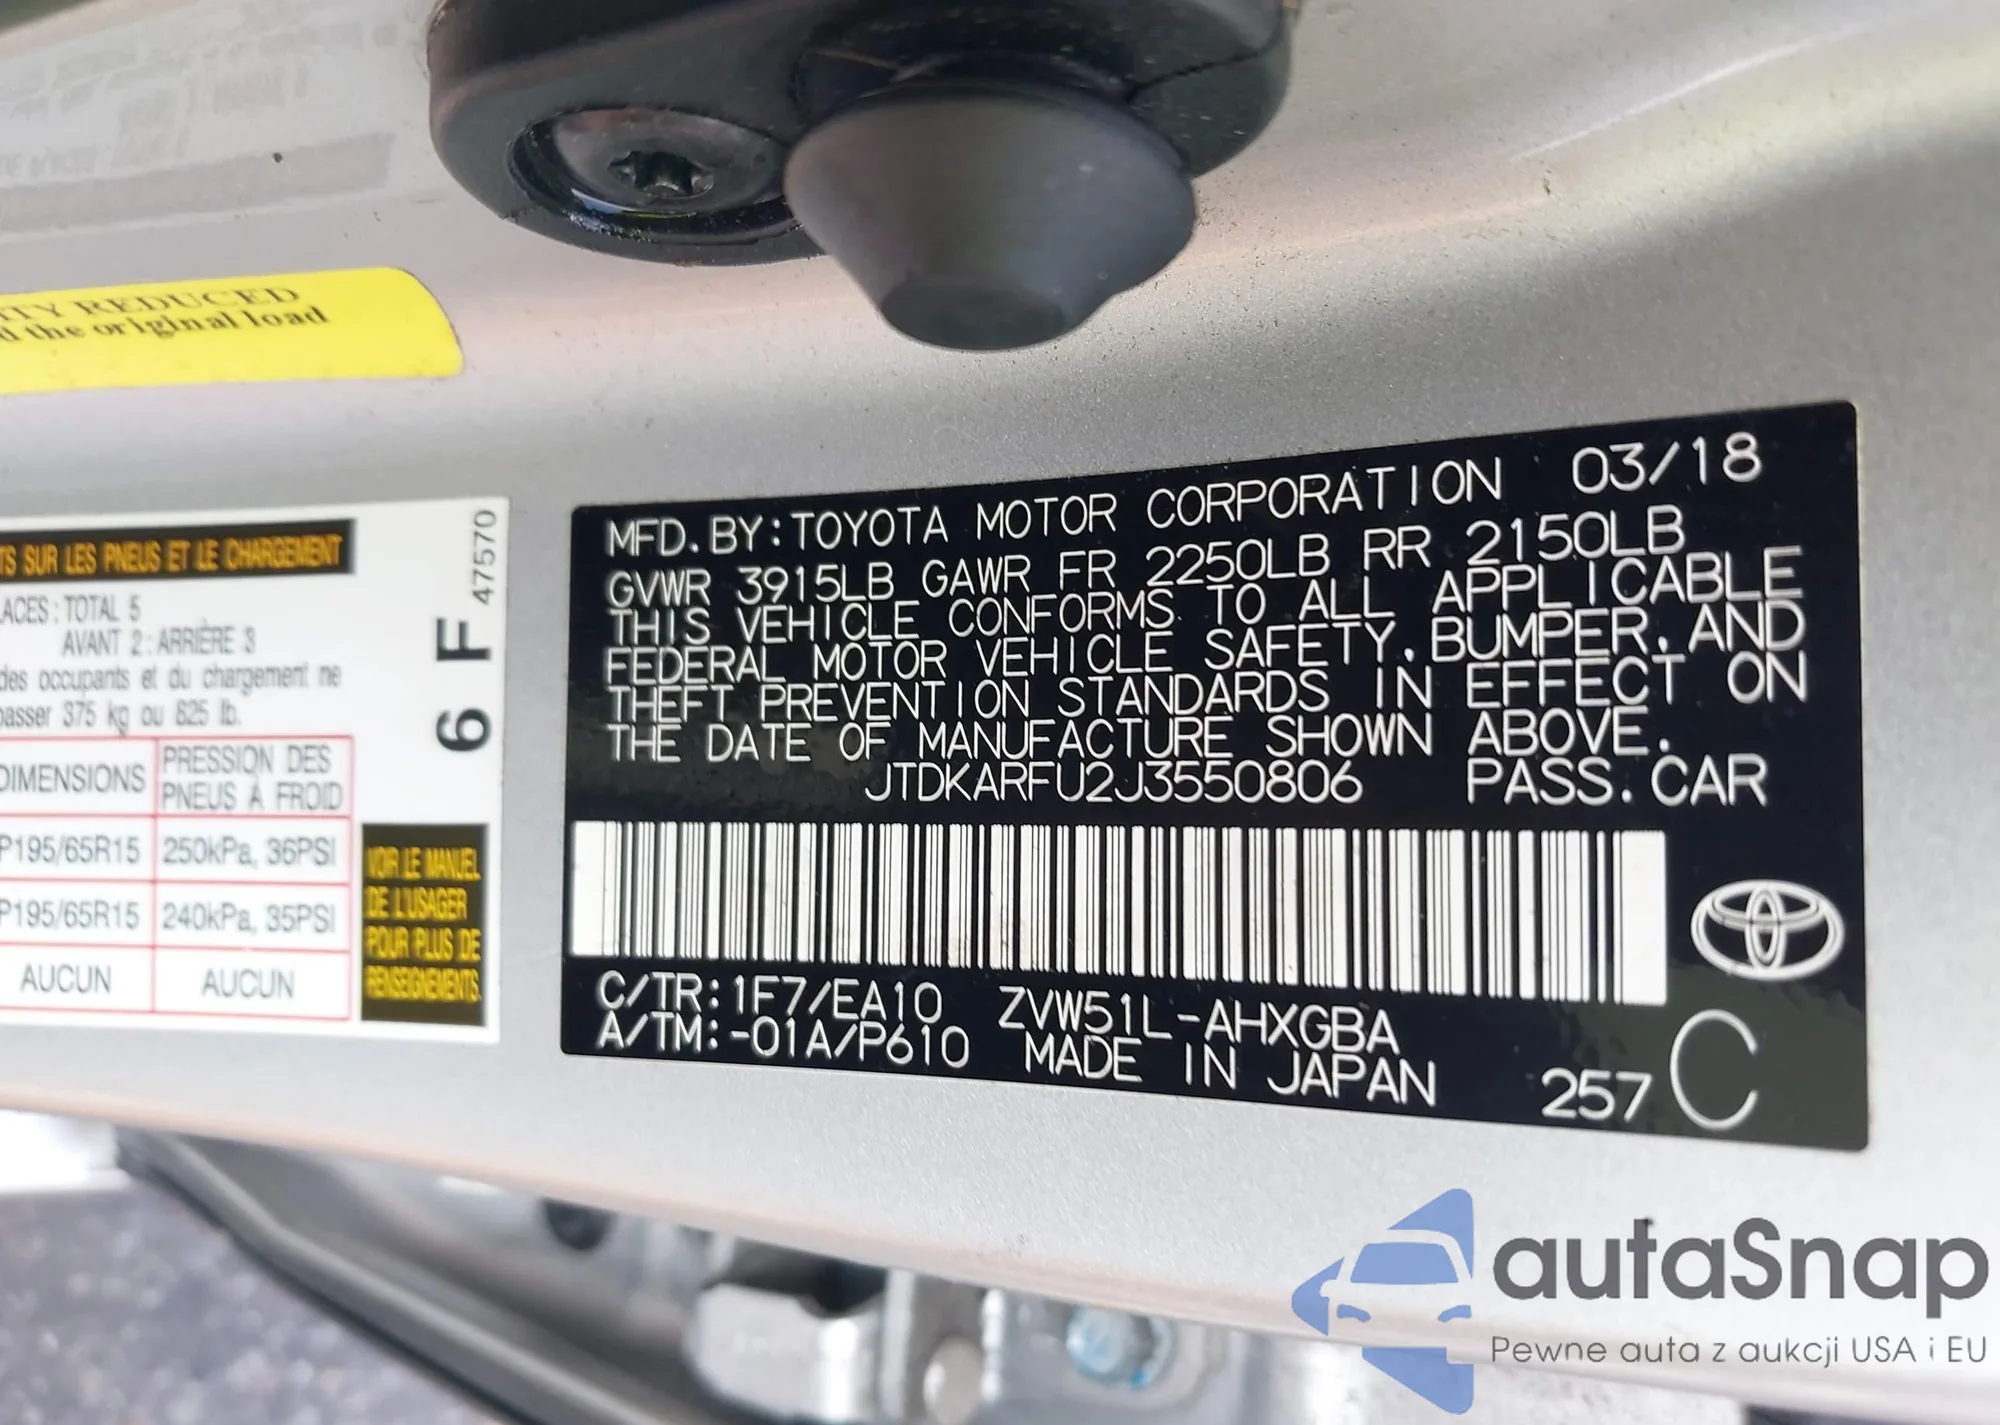 ITY REDUCED
d the original load
TS SUR LES PNEUS ET LE CHARGEMENT
LACES : TOTAL 5
AVANT 2 : ARRIÈRE 3
des occupants et du chargement ne
passer 375 kg ou 825 lb.
DIMENSIONS PRESSION DES PNEUS À FROID
P195/65R15 250kPa, 36PSI
P195/65R15 240kPa, 35PSI
AUCUN AUCUN
6 F 47570
VOIR LE MANUEL
DE L'USAGER
POUR PLUS DE
RENSEIGNEMENTS.
MFD. BY: TOYOTA MOTOR CORPORATION 03/18
GVWR 3915LB GAWR FR 2250LB RR 2150LB
THIS VEHICLE CONFORMS TO ALL APPLICABLE
FEDERAL MOTOR VEHICLE SAFETY, BUMPER, AND
THEFT PREVENTION STANDARDS IN EFFECT ON
THE DATE OF MANUFACTURE SHOWN ABOVE.
JTDKARFU2J3550806 PASS. CAR
C/TR: 1F7/EA10 ZVW51L-AHXGBA
A/TM: -01A/P610 MADE IN JAPAN 257 C
autaSnap
Pewne auta z aukcji USA i EU